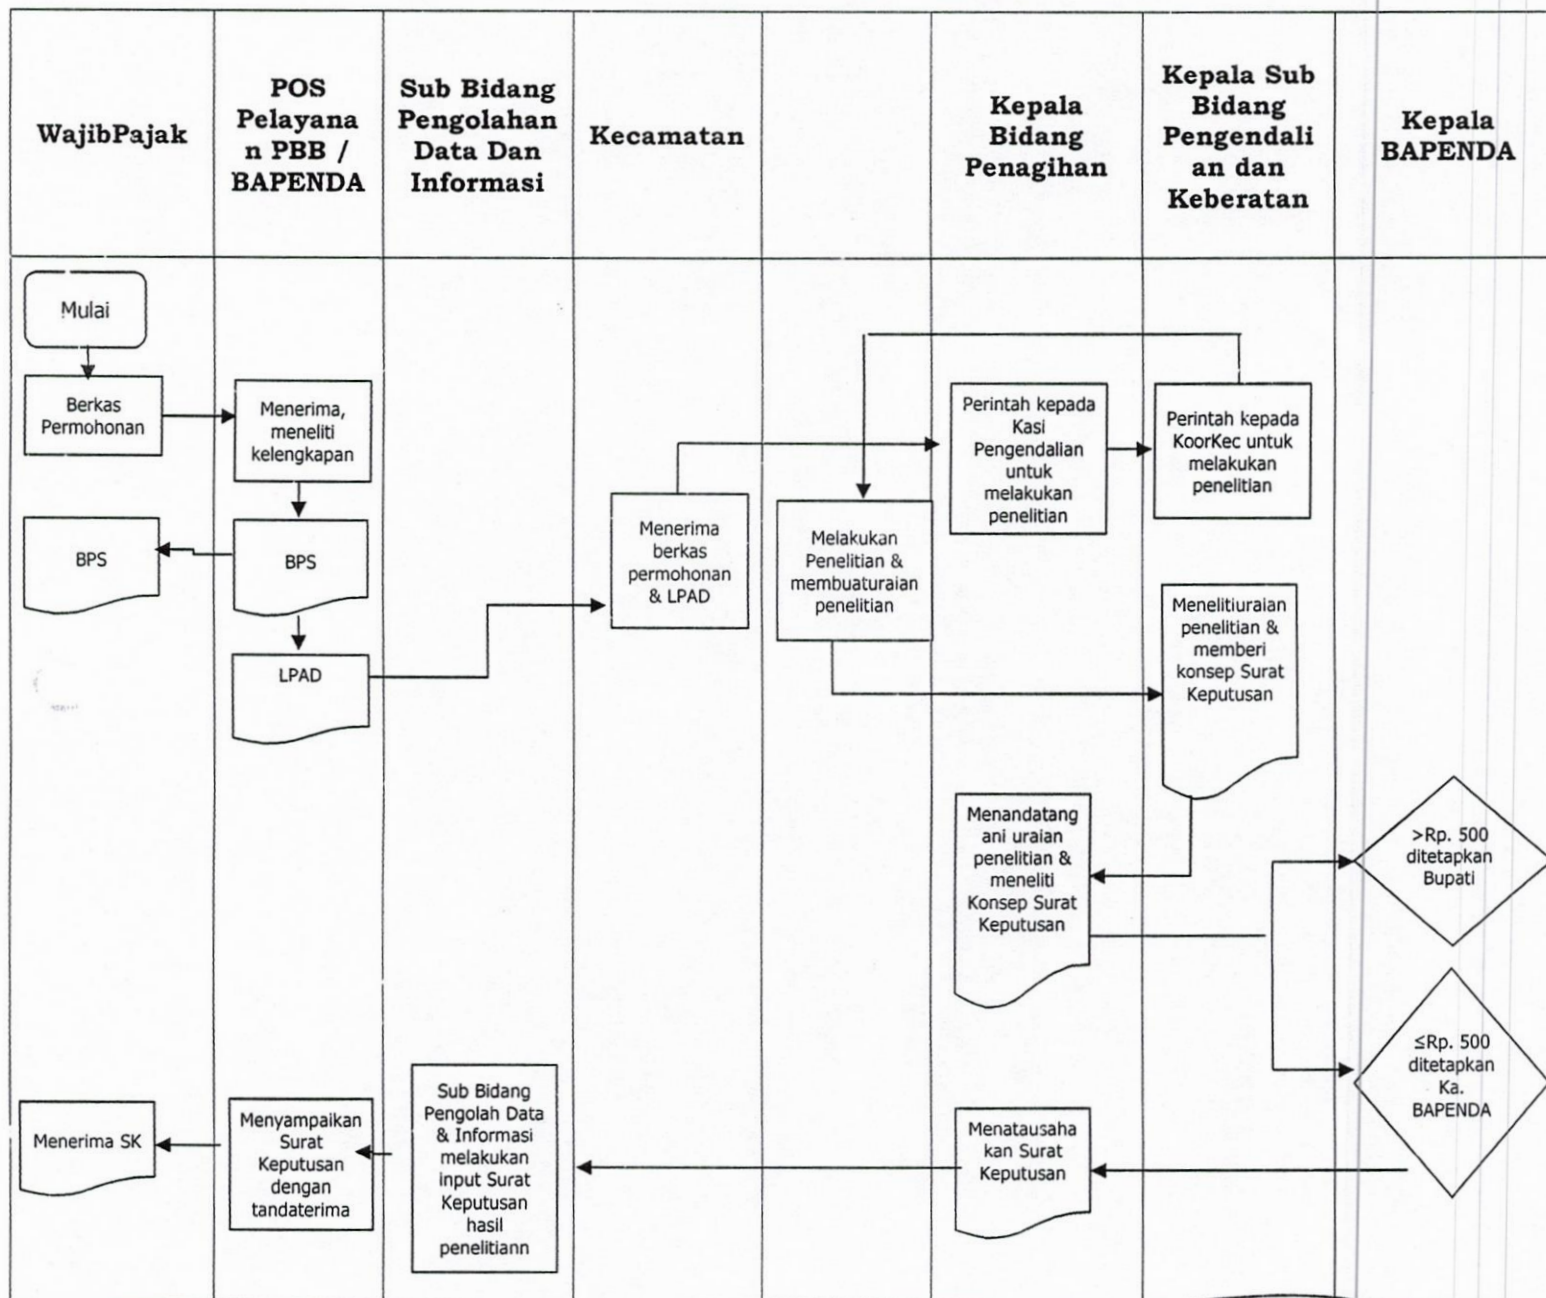 WajibPajak
POS
Pelayana
n PBB /
BAPENDA
Sub Bidang
Pengolahan
Data Dan
Informasi
Kecamatan
Kepala
Bidang
Penagihan
Kepala Sub
Bidang
Pengendali
an dan
Keberatan
Kepala
BAPENDA
Mulai
Berkas
Permohonan
Menerima,
meneliti
kelengkapan
BPS
BPS
LPAD
Menerima
berkas
permohonan
& LPAD
Melakukan
Penelitian &
membuaturaian
penelitian
Perintah kepada
Kasi
Pengendalian
untuk
melakukan
penelitian
Perintah kepada
KoorKec untuk
melakukan
penelitian
Menelitiuraian
penelitian &
memberi
konsep Surat
Keputusan
Menandatang
ani uraian
penelitian &
meneliti
Konsep Surat
Keputusan
>Rp. 500
ditetapkan
Bupati
≤Rp. 500
ditetapkan
Ka.
BAPENDA
Menatausaha
kan Surat
Keputusan
Sub Bidang
Pengolah Data
& Informasi
melakukan
input Surat
Keputusan
hasil
penelitiann
Menyampaikan
Surat
Keputusan
dengan
tandaterima
Menerima SK